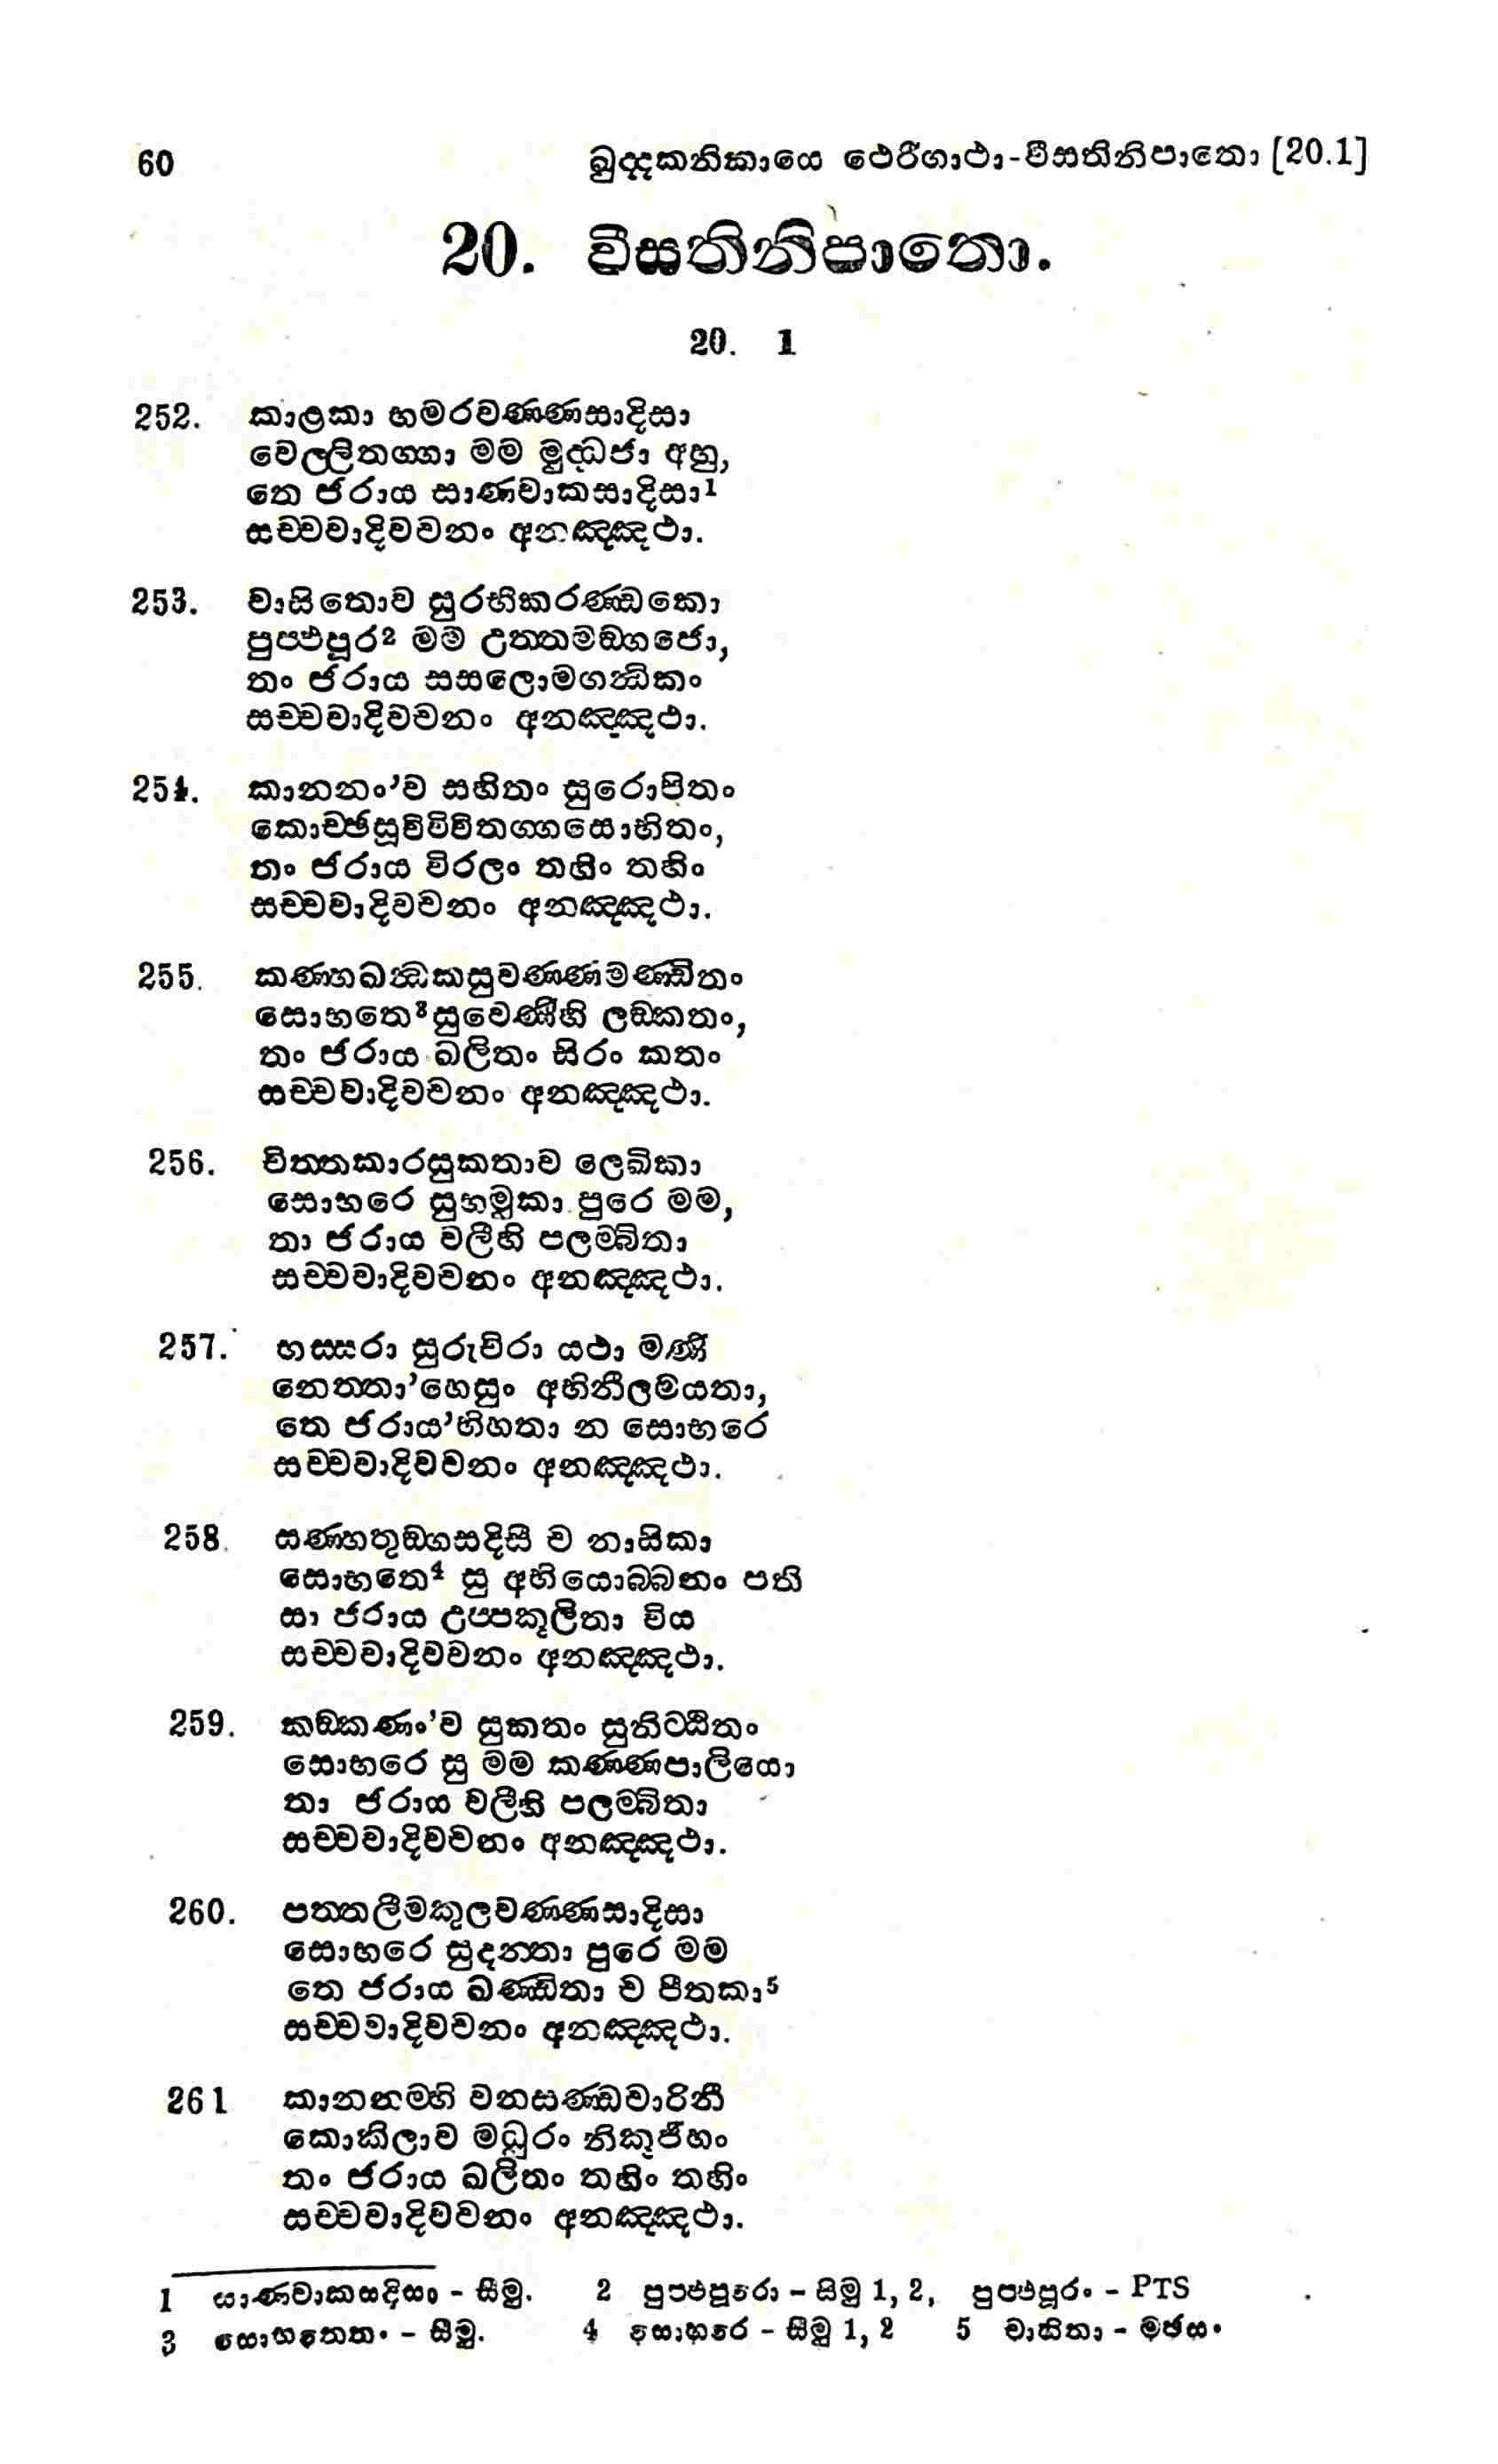 60 ඛුද්දකනිකායෙ ථෙරීගාථා-වීසතිනිපාතො [20.1]
20. වීසතිනිපාතො.
20. 1
252. කාළකා භමරවණ්ණසාදිසා
වෙල්ලිතග්ගා මම මුද්ධජා අහු,
තෙ ජරාය සාණවාකසාදිසා1
සච්චවාදිවචනං අනඤ්ඤථා.
253. වාසිතොව සුරභිකරණ්ඩකො
පුප්ඵපූර2 මම උත්තමඞ්ගජො,
තං ජරාය සසලොමගන්ධිකං
සච්චවාදිවචනං අනඤ්ඤථා.
254. කානනං'ව සහිතං සුරොපිතං
කොච්ඡසූචිවිචිතග්ගසොභිතං,
තං ජරාය විරලං තහිං තහිං
සච්චවාදිවචනං අනඤ්ඤථා.
255. කණ්හඛන්ධකසුවණ්ණමණ්ඩිතං
සොභතෙ3 සුවෙණීහි ලඞ්කතං,
තං ජරාය ඛලිතං සිරං කතං
සච්චවාදිවචනං අනඤ්ඤථා.
256. චිත්තකාරසුකතාව ලෙඛිකා
සොභරෙ සුභමුකා පුරෙ මම,
තා ජරාය වලීහි පලම්බිතා
සච්චවාදිවචනං අනඤ්ඤථා.
257. භස්සරා සුරුචිරා යථා මණී
නෙත්තා'හෙසුං අභිනීලමයතා,
තෙ ජරාය'භිහතා න සොභරෙ
සච්චවාදිවචනං අනඤ්ඤථා.
258. සණ්හතුඞ්ගසදිසී ච නාසිකා
සොභතෙ4 සු අභියොබ්බනං පති
සා ජරාය උප්පකූලිතා විය
සච්චවාදිවචනං අනඤ්ඤථා.
259. කඞ්කණං'ව සුකතං සුනිට්ඨිතං
සොභරෙ සු මම කණ්ණපාලියො
තා ජරාය වලීහි පලම්බිතා
සච්චවාදිවචනං අනඤ්ඤථා.
260. පත්තලීමකුලවණ්ණසාදිසා
සොභරෙ සුදන්තා පුරෙ මම
තෙ ජරාය ඛණ්ඩිතා ච පීතකා5
සච්චවාදිවචනං අනඤ්ඤථා.
261 කානනම්හි වනසණ්ඩචාරිනී
කොකිලාව මධුරං නිකූජිහං
තං ජරාය ඛලිතං තහිං තහිං
සච්චවාදිවචනං අනඤ්ඤථා.
1 සාණවාකසදිසා - සීමු. 2 පුප්ඵපූරො - සිමු 1, 2, පුප්ඵපූරං - PTS
3 සොභතෙතං - සීමු. 4 සොභරෙ - සීමු 1, 2 5 වාසිතා - මජසං